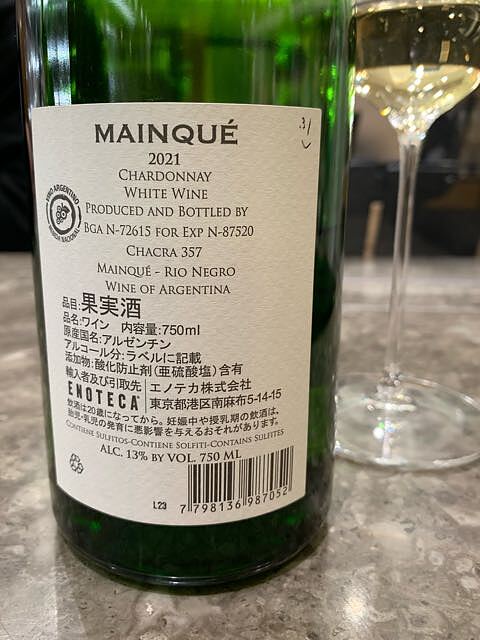 MAINQUÉ
2021
CHARDONNAY
WHITE WINE
PRODUCED AND BOTTLED BY
BGA N-72615 FOR EXP N-87520
CHACRA 357
MAINQUÉ - RIO NEGRO
WINE OF ARGENTINA
VINO ARGENTINO
BEBIDA NACIONAL
品目:果実酒
品名:ワイン 内容量:750ml
原産国名:アルゼンチン
アルコール分:ラベルに記載
添加物:酸化防止剤(亜硫酸塩)含有
輸入者及び引取先 エノテカ株式会社
ENOTECA 東京都港区南麻布5-14-15
飲酒は20歳になってから。妊娠中や授乳期の飲酒は、
胎児・乳児の発育に悪影響を与えるおそれがあります。
CONTIENE SULFITOS-CONTIENE SOLFITI-CONTAINS SULFITES
ALC. 13% BY VOL. 750 ML
L23
7 798136 987052